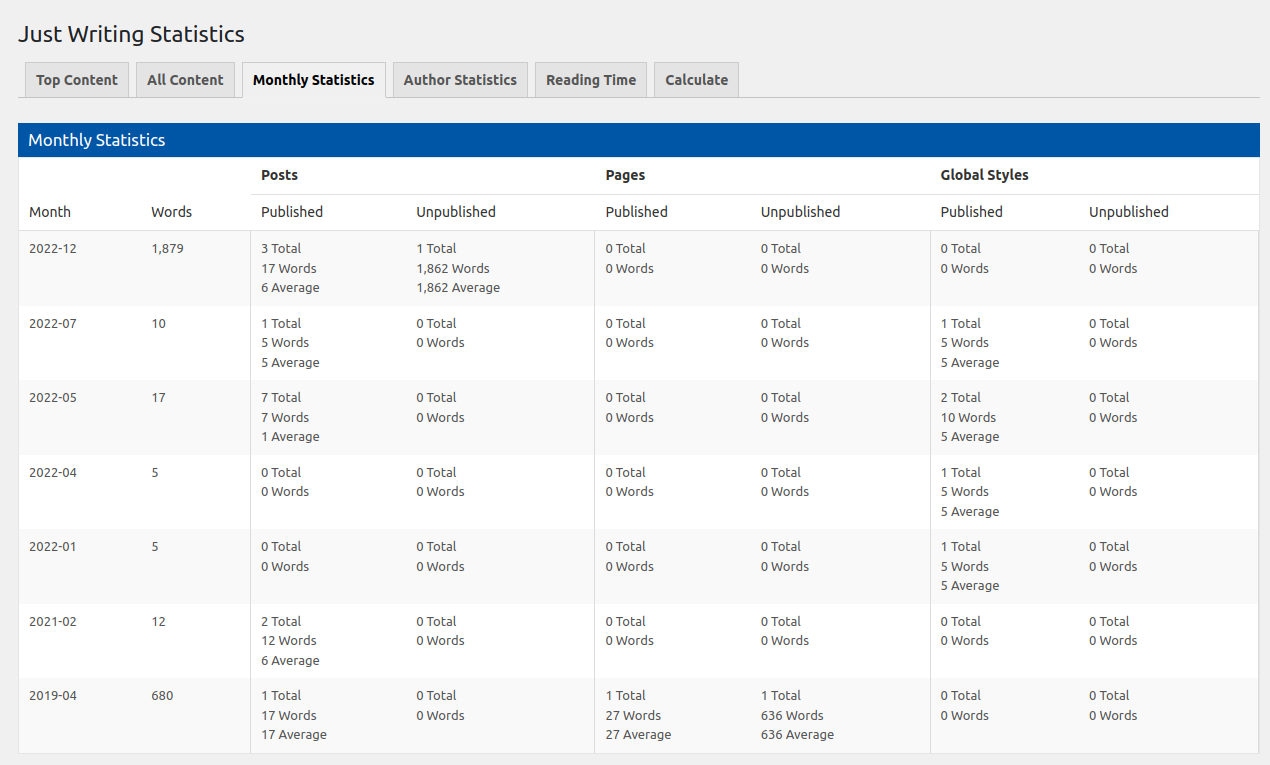 Just Writing Statistics
Top Content All Content Monthly Statistics Author Statistics Reading Time Calculate
Monthly Statistics
Posts Pages Global Styles
Month Words Published Unpublished Published Unpublished Published Unpublished
2022-12 1,879 3 Total 1 Total 0 Total 0 Total 0 Total 0 Total
17 Words 1,862 Words 0 Words 0 Words 0 Words 0 Words
6 Average 1,862 Average
2022-07 10 1 Total 0 Total 0 Total 0 Total 1 Total 0 Total
5 Words 0 Words 0 Words 0 Words 5 Words 0 Words
5 Average 5 Average
2022-05 17 7 Total 0 Total 0 Total 0 Total 2 Total 0 Total
7 Words 0 Words 0 Words 0 Words 10 Words 0 Words
1 Average 5 Average
2022-04 5 0 Total 0 Total 0 Total 0 Total 1 Total 0 Total
0 Words 0 Words 0 Words 0 Words 5 Words 0 Words
5 Average
2022-01 5 0 Total 0 Total 0 Total 0 Total 1 Total 0 Total
0 Words 0 Words 0 Words 0 Words 5 Words 0 Words
5 Average
2021-02 12 2 Total 0 Total 0 Total 0 Total 0 Total 0 Total
12 Words 0 Words 0 Words 0 Words 0 Words 0 Words
6 Average
2019-04 680 1 Total 0 Total 1 Total 1 Total 0 Total 0 Total
17 Words 0 Words 27 Words 636 Words 0 Words 0 Words
17 Average 27 Average 636 Average